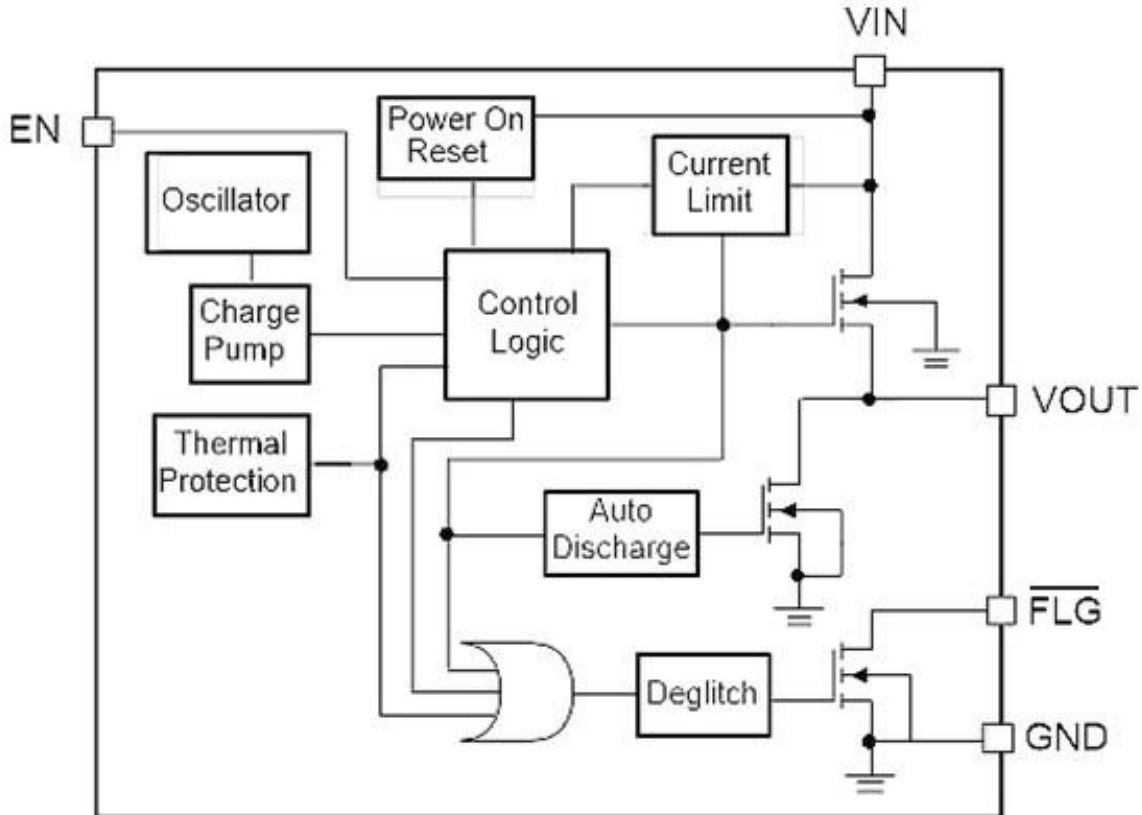 VIN
EN
Power On
Reset
Current
Limit
Oscillator
Control
Logic
Charge
Pump
VOUT
Thermal
Protection
Auto
Discharge
FLG
Deglitch
GND